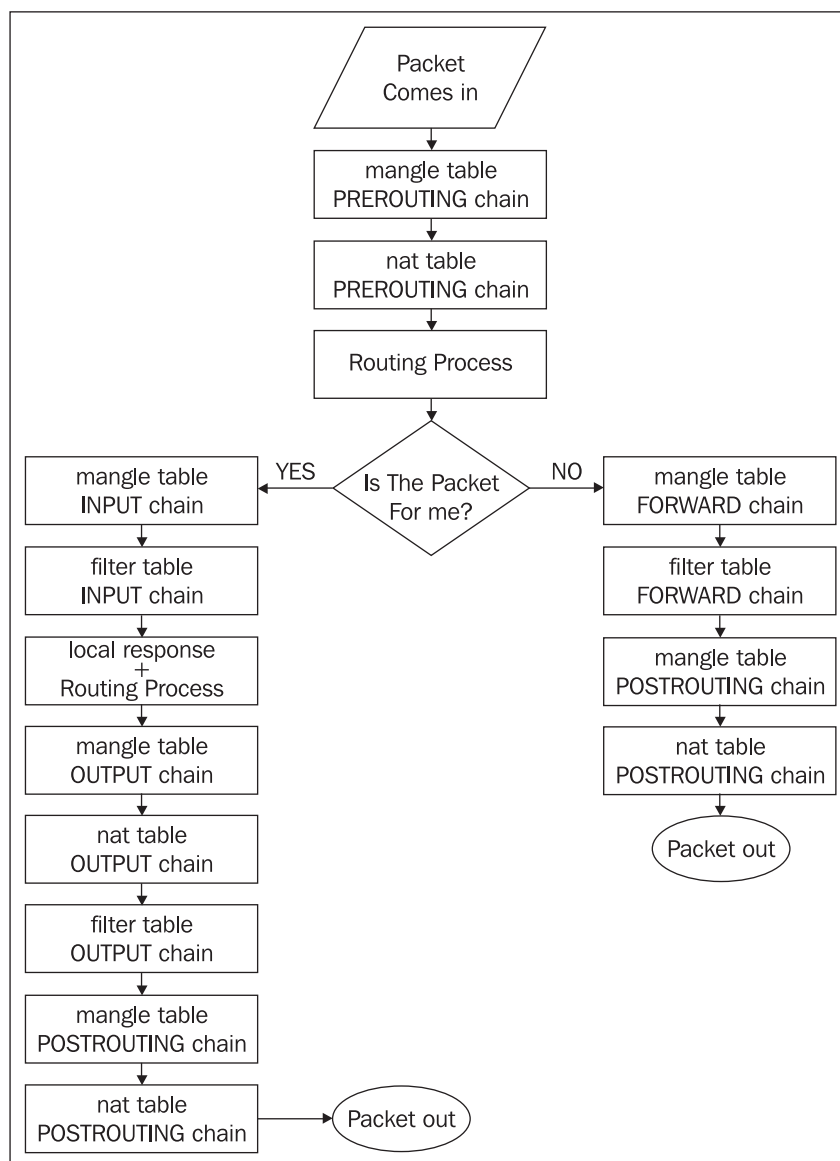 Packet
Comes in
mangle table
PREROUTING chain
nat table
PREROUTING chain
Routing Process
Is The Packet
For me?
YES
NO
mangle table
INPUT chain
filter table
INPUT chain
local response
+
Routing Process
mangle table
OUTPUT chain
nat table
OUTPUT chain
filter table
OUTPUT chain
mangle table
POSTROUTING chain
nat table
POSTROUTING chain
Packet out
mangle table
FORWARD chain
filter table
FORWARD chain
mangle table
POSTROUTING chain
nat table
POSTROUTING chain
Packet out